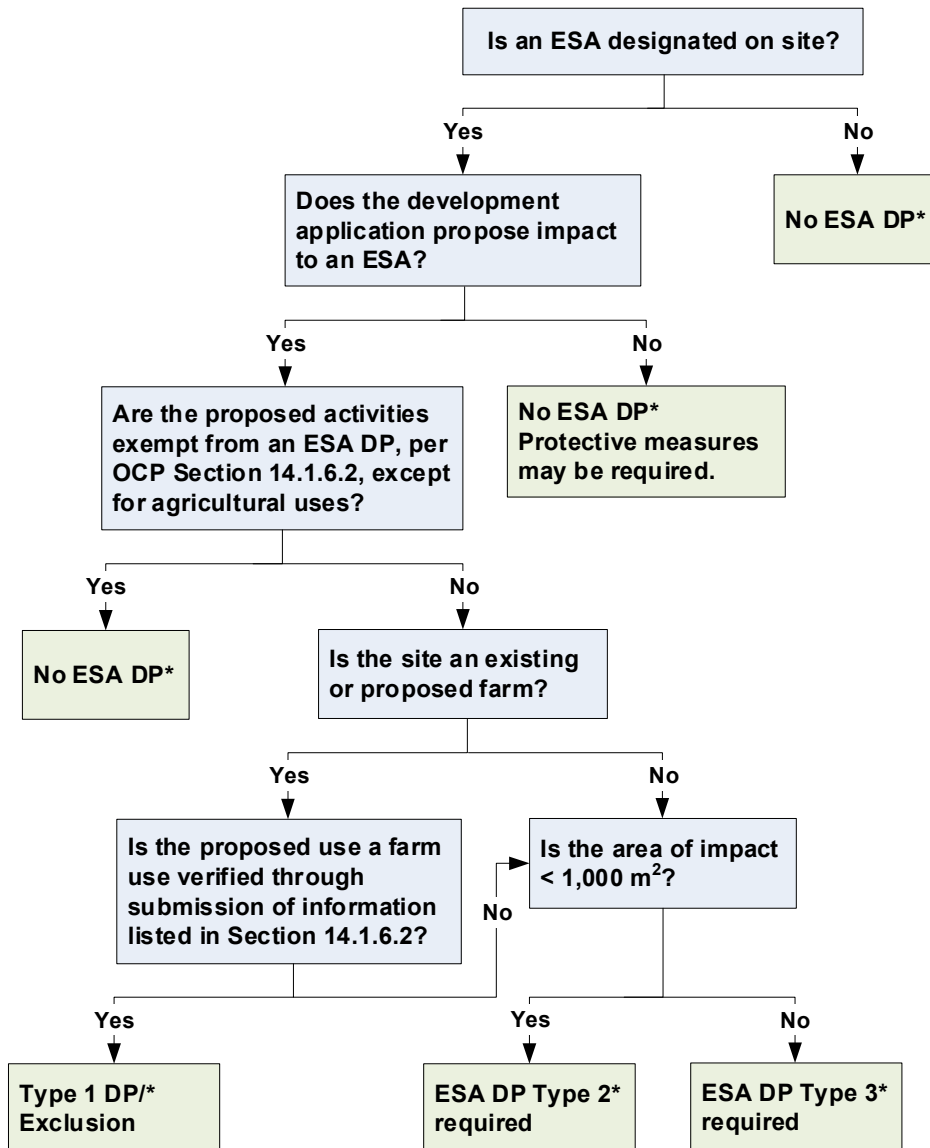 Is an ESA designated on site?
Yes
No
Does the development
application propose impact
to an ESA?
No ESA DP*
Yes
No
Are the proposed activities
exempt from an ESA DP, per
OCP Section 14.1.6.2, except
for agricultural uses?
No ESA DP*
Protective measures
may be required.
Yes
No
No ESA DP*
Is the site an existing
or proposed farm?
Yes
No
Is the proposed use a farm
use verified through
submission of information
listed in Section 14.1.6.2?
No
Is the area of impact
< 1,000 m²?
Yes
Yes
No
Type 1 DP/*
Exclusion
ESA DP Type 2*
required
ESA DP Type 3*
required